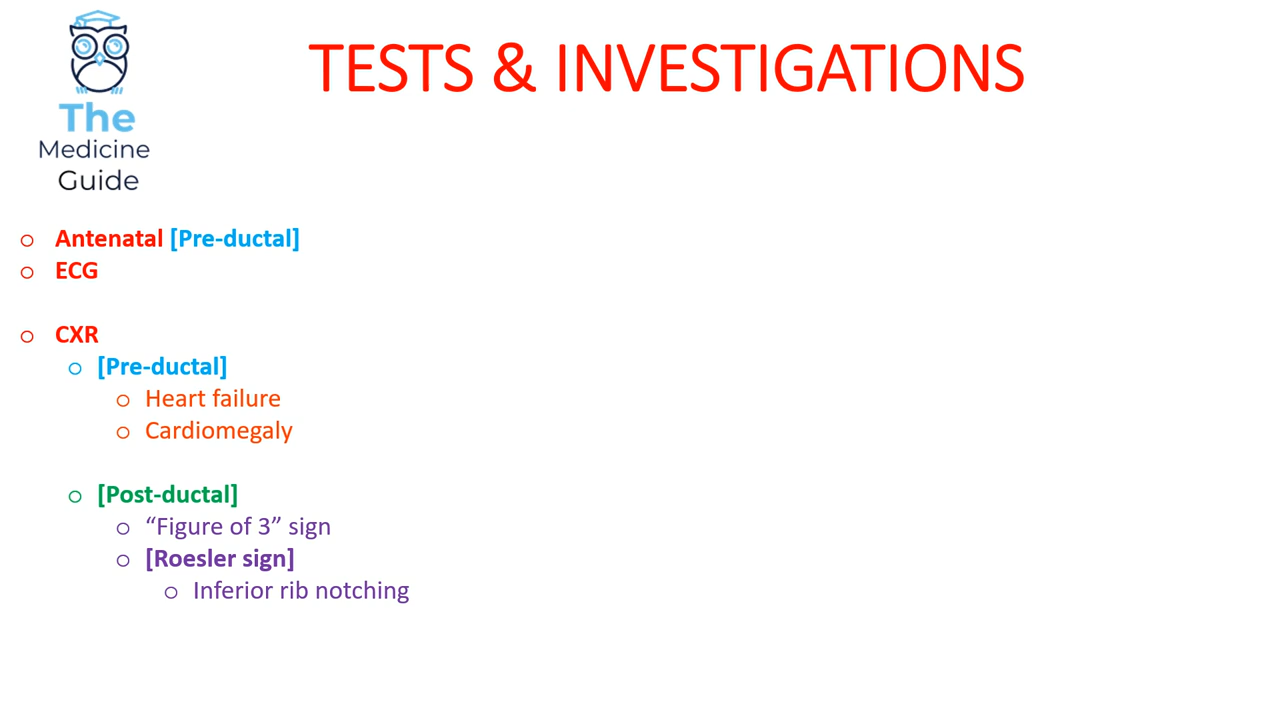 The
Medicine
Guide
TESTS & INVESTIGATIONS
o Antenatal [Pre-ductal]
o ECG
o CXR
o [Pre-ductal]
o Heart failure
o Cardiomegaly
o [Post-ductal]
o “Figure of 3” sign
o [Roesler sign]
o Inferior rib notching